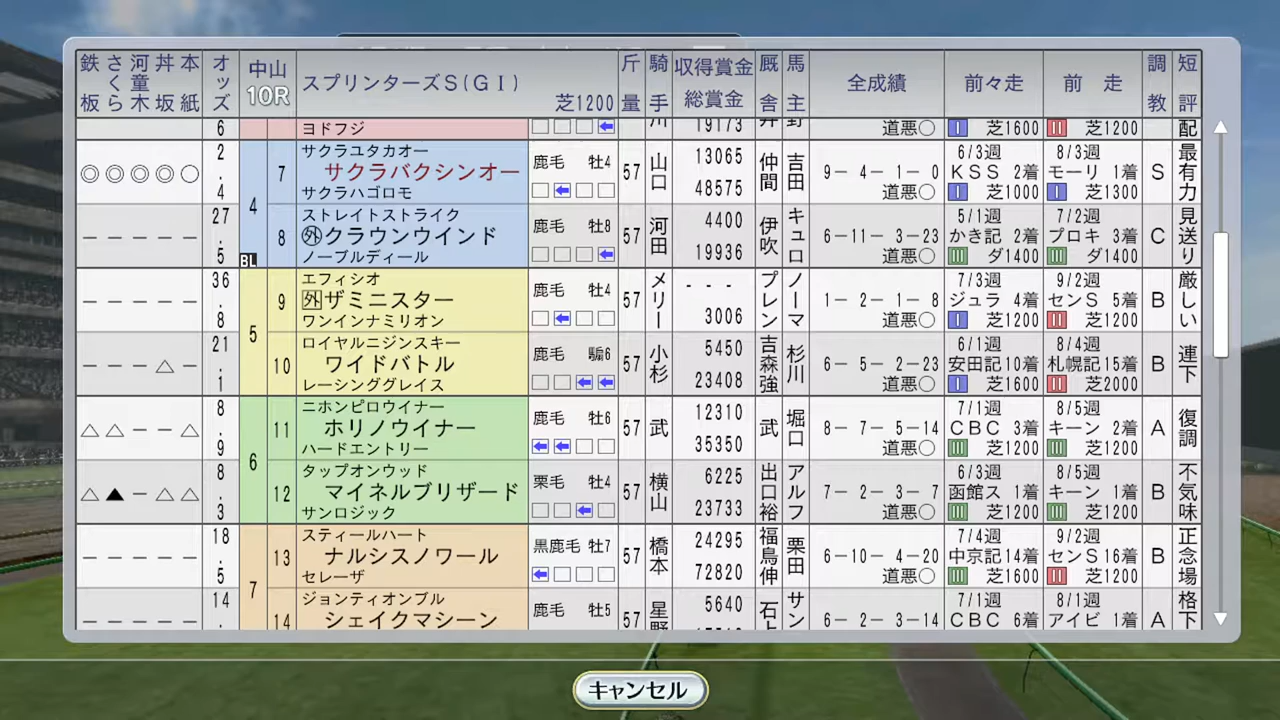 鉄板 さくら 河童木 丼坂 本紙 オッズ 中山 10R スプリンターズS(GⅠ) 芝1200 斤量 騎手 収得賞金 総賞金 厩舎 馬主 全成績 前々走 前 走 調教 短評
6 ヨドフジ 19173 道悪○ Ⅰ 芝1600 Ⅱ 芝1200 配
◎◎◎◎○ 2.4 4 7 サクラユタカオー 鹿毛 牡4 57 山口 13065 仲間 吉田 9- 4- 1- 0 6/3週 8/3週 S 最有力
サクラバクシンオー KSS 2着 モーリ 1着
サクラハゴロモ 48575 道悪○ Ⅰ 芝1000 Ⅰ 芝1300
----- 27.5 8 ストレイトストライク 鹿毛 牡8 57 河田 4400 伊吹 キュロ 6-11- 3-23 5/1週 7/2週 C 見送り
外クラウンウインド かき記 2着 プロキ 3着
BL ノーブルディール 19936 道悪○ Ⅲ ダ1400 Ⅲ ダ1400
----- 36.8 5 9 エフィシオ 鹿毛 牡4 57 メリー --- プレン ノーマ 1- 2- 1- 8 7/3週 9/2週 B 厳しい
外ザミニスター ジュラ 4着 センS 5着
ワンインナミリオン 3006 道悪○ Ⅰ 芝1200 Ⅱ 芝1200
---△- 21.1 10 ロイヤルニジンスキー 鹿毛 騸6 57 小杉 5450 吉森強 杉川 6- 5- 2-23 6/1週 8/4週 B 連下
ワイドバトル 安田記10着 札幌記15着
レーシンググレイス 23408 道悪○ Ⅰ 芝1600 Ⅱ 芝2000
△△--△ 8.9 6 11 ニホンピロウイナー 鹿毛 牡6 57 武 12310 武 堀口 8- 7- 5-14 7/1週 8/5週 A 復調
ホリノウイナー CBC 3着 キーン 2着
ハードエントリー 35350 道悪○ Ⅲ 芝1200 Ⅲ 芝1200
△▲-△△ 8.3 12 タップオンウッド 栗毛 牡4 57 横山 6225 出口裕 アルフ 7- 2- 3- 7 6/3週 8/5週 B 不気味
マイネルブリザード 函館ス 1着 キーン 1着
サンロジック 23733 道悪○ Ⅲ 芝1200 Ⅲ 芝1200
----- 18.5 7 13 スティールハート 黒鹿毛 牡7 57 橋本 24295 福島伸 栗田 6-10- 4-20 7/4週 9/2週 B 正念場
ナルシスノワール 中京記14着 センS16着
セレーザ 72820 道悪○ Ⅲ 芝1600 Ⅱ 芝1200
----- 14. 14 ジョンティオンブル 鹿毛 牡5 57 星野 5640 サン 6- 2- 3-14 7/1週 8/1週 A 格下
シェイクマシーン CBC 6着 アイビ 1着
キャンセル